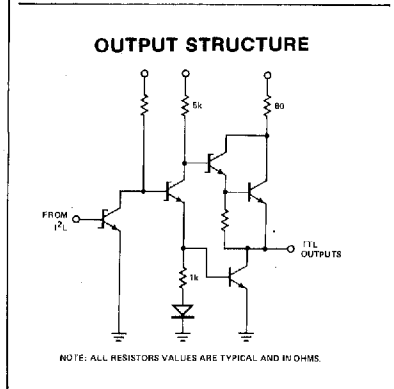 OUTPUT STRUCTURE
5k
80
FROM
I²L
TTL
OUTPUTS
1k
NOTE: ALL RESISTORS VALUES ARE TYPICAL AND IN OHMS.